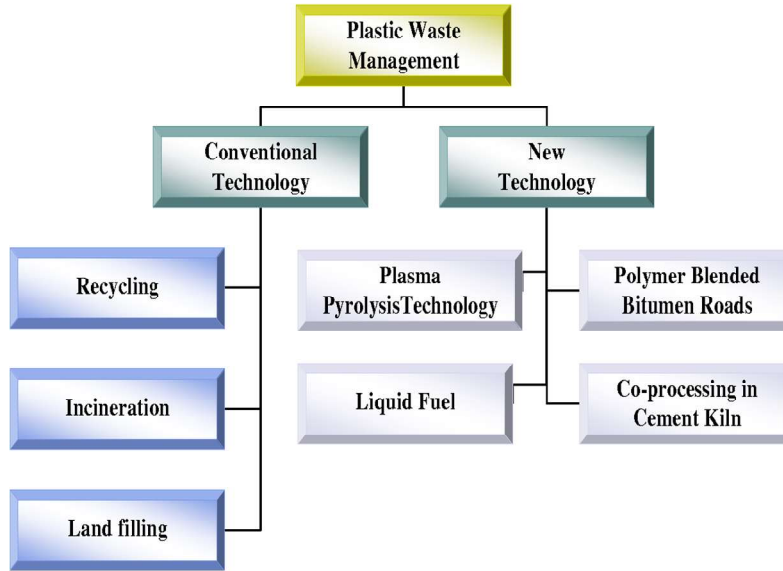 Plastic Waste
Management
Conventional
Technology
New
Technology
Recycling
Incineration
Land filling
Plasma
PyrolysisTechnology
Polymer Blended
Bitumen Roads
Liquid Fuel
Co-processing in
Cement Kiln